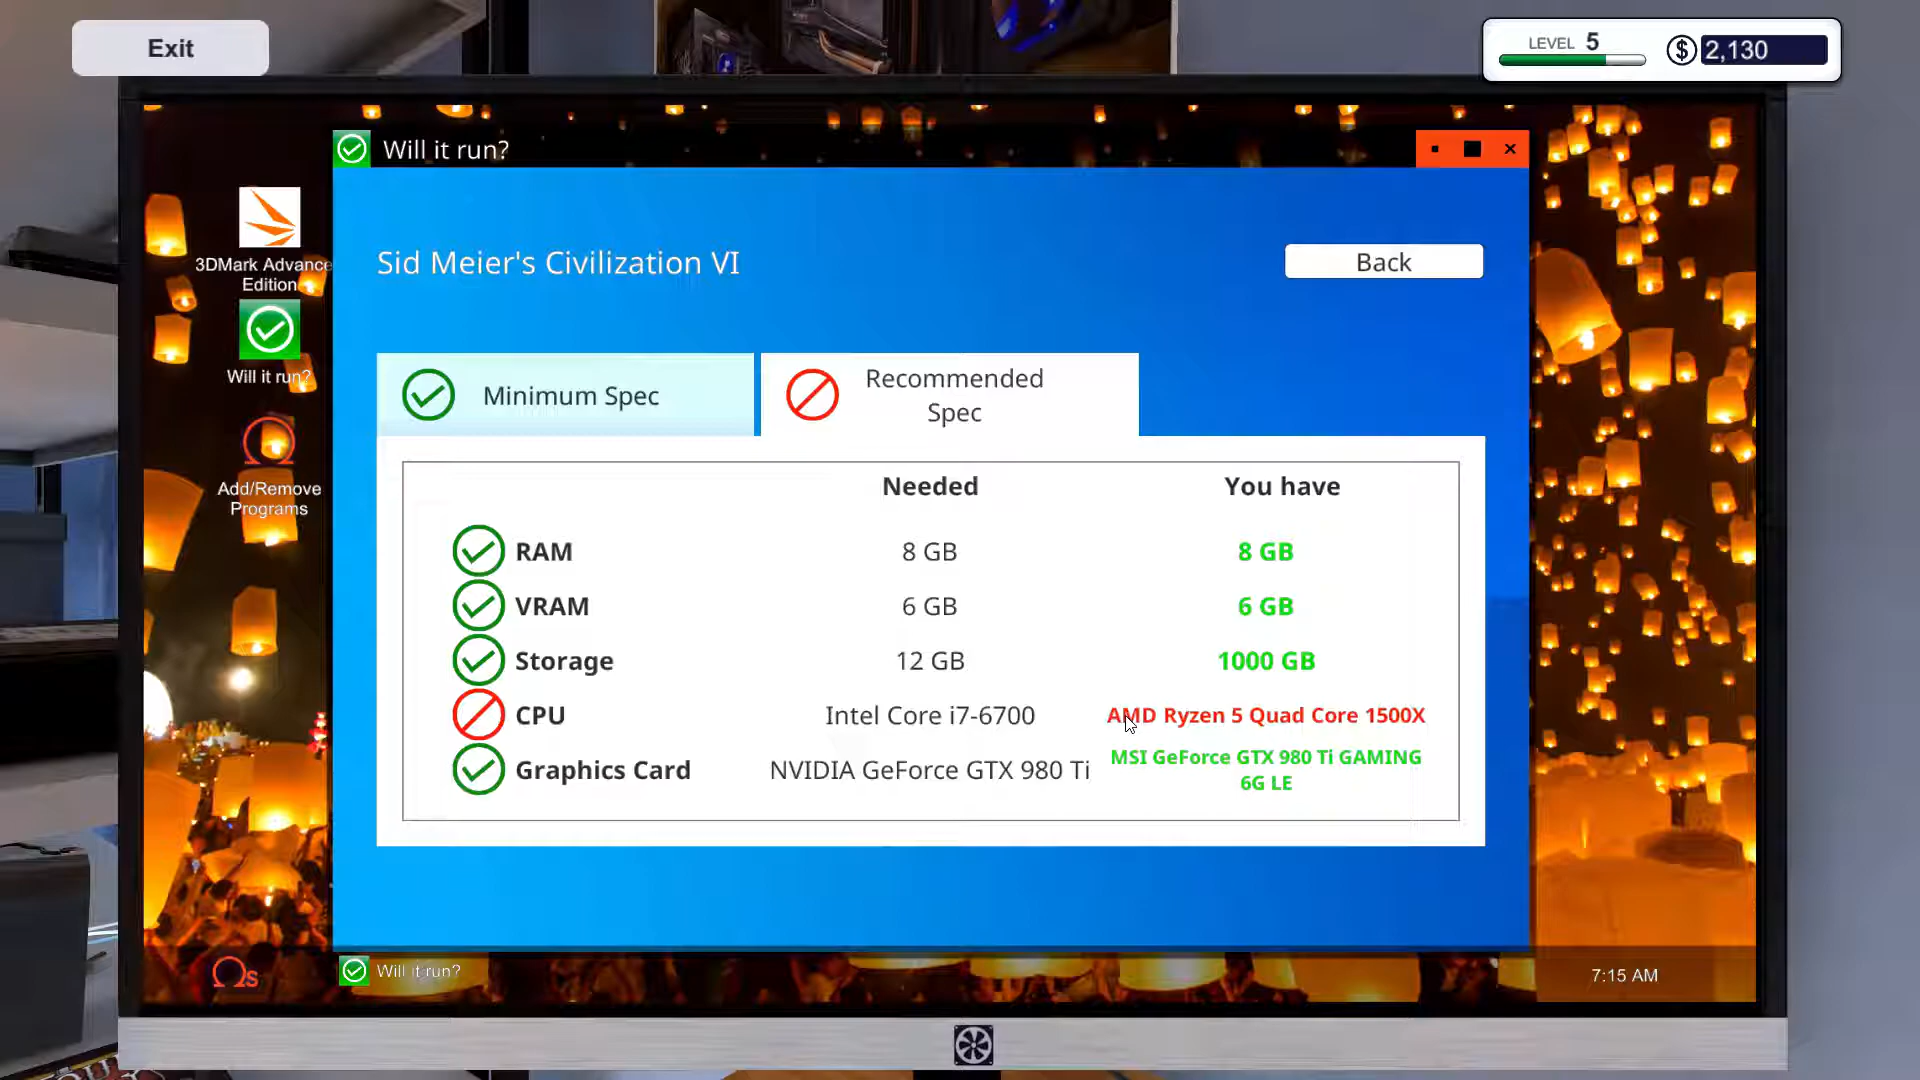 Exit
LEVEL 5
$ 2,130
Will it run?
3DMark Advance
Edition
Will it run?
Add/Remove
Programs
Sid Meier's Civilization VI
Back
Minimum Spec
Recommended
Spec
Needed
You have
RAM
8 GB
8 GB
VRAM
6 GB
6 GB
Storage
12 GB
1000 GB
CPU
Intel Core i7-6700
AMD Ryzen 5 Quad Core 1500X
Graphics Card
NVIDIA GeForce GTX 980 Ti
MSI GeForce GTX 980 Ti GAMING
6G LE
Ωs
Will it run?
7:15 AM